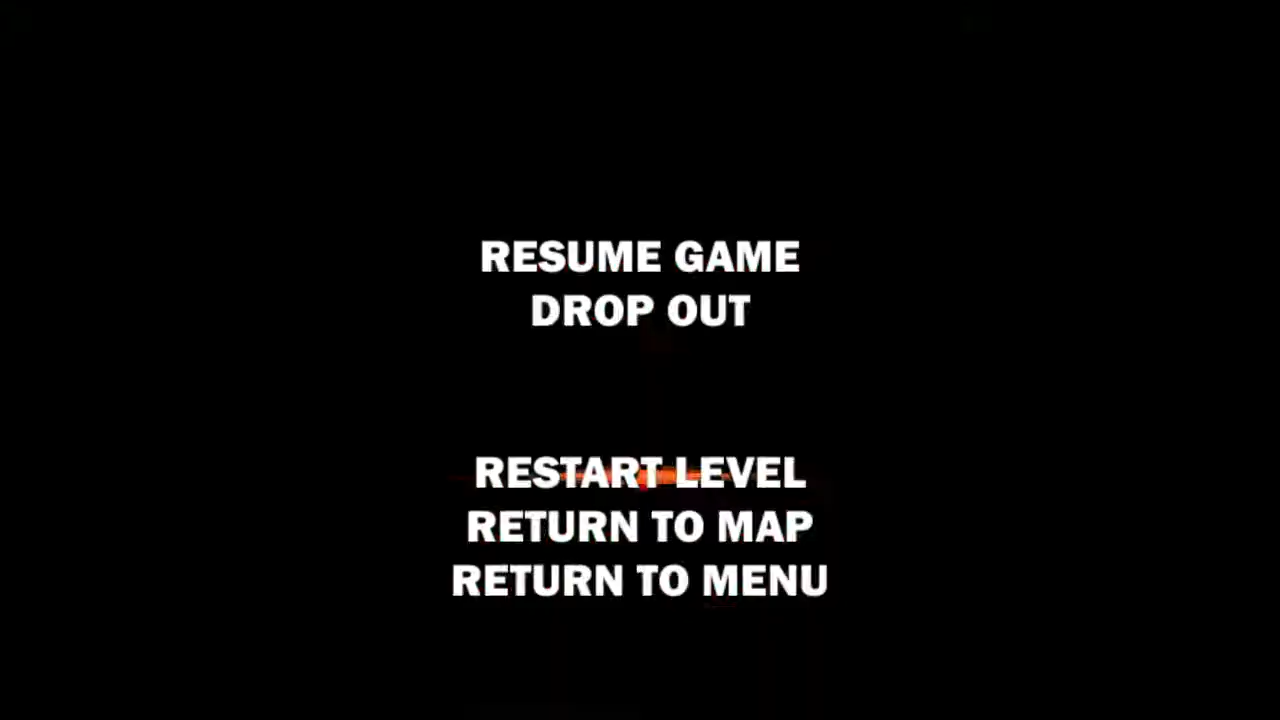 RESUME GAME
DROP OUT
RESTART LEVEL
RETURN TO MAP
RETURN TO MENU